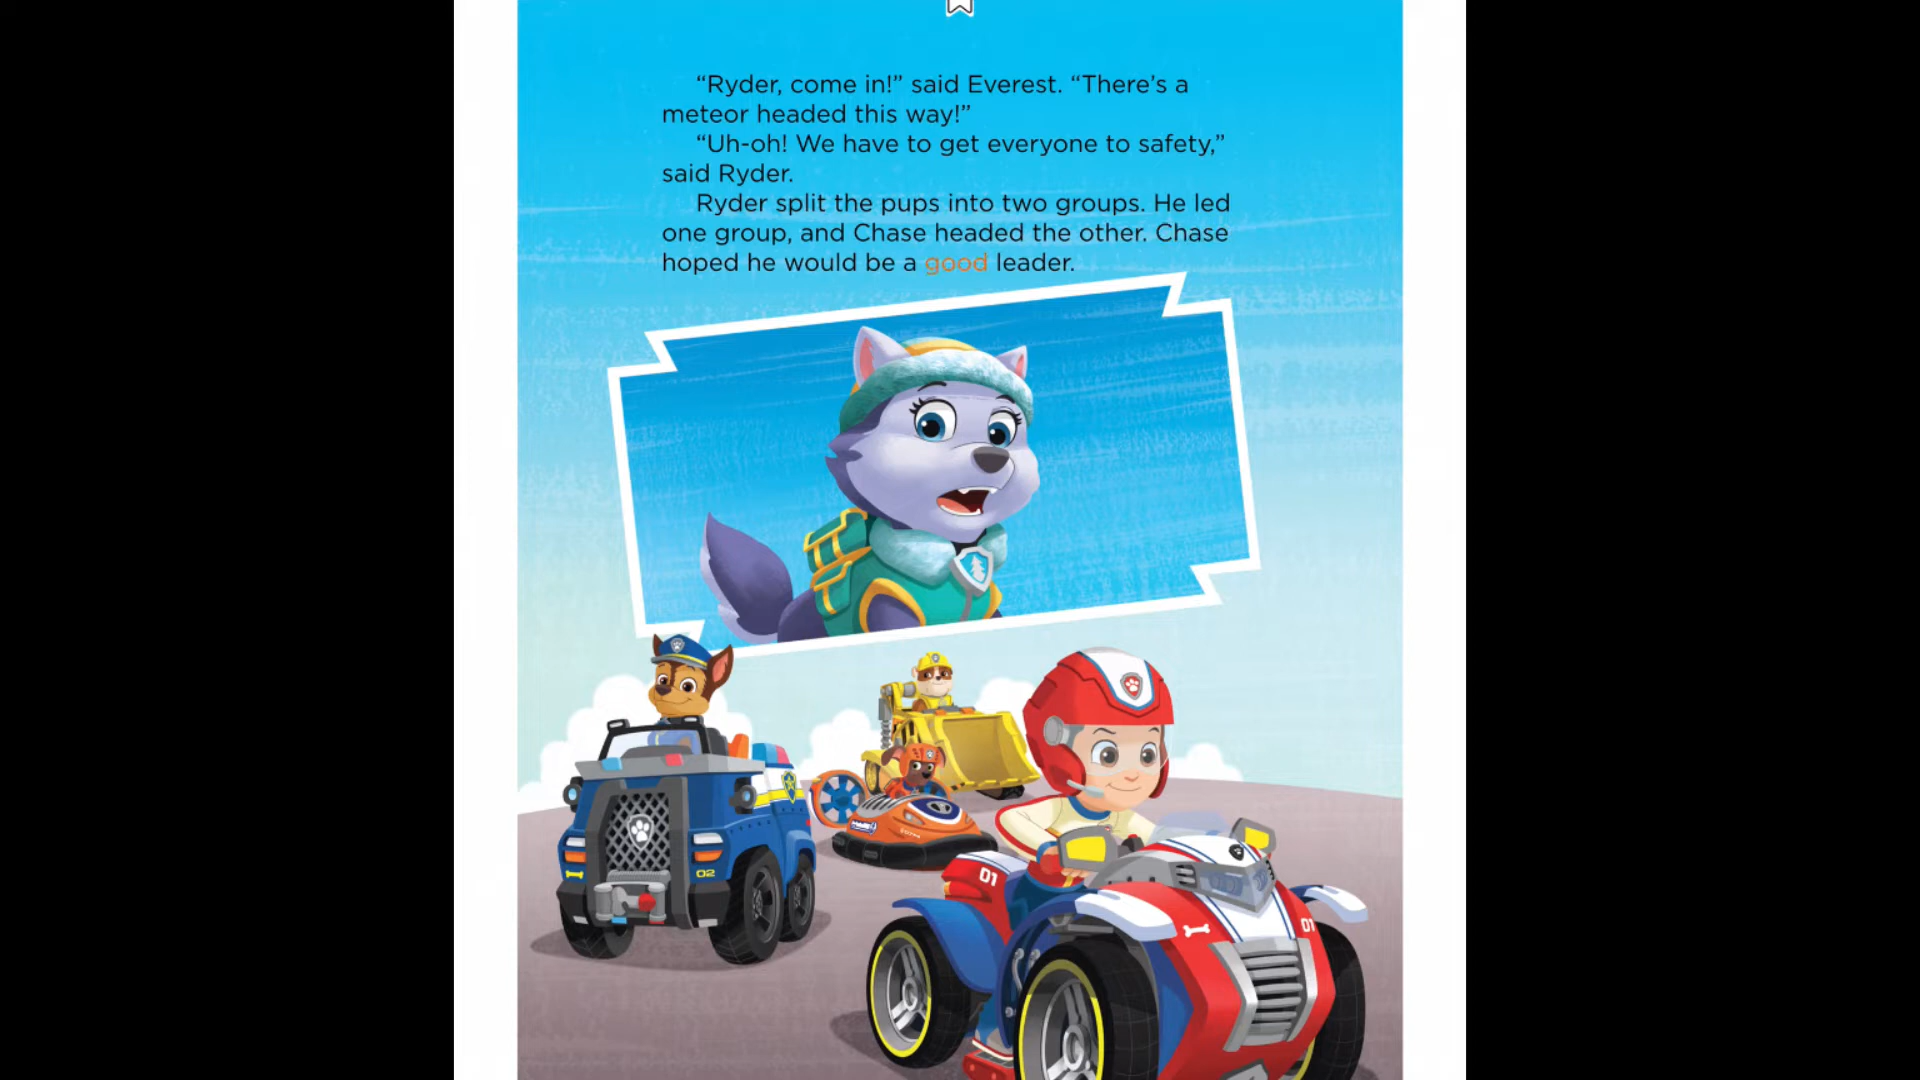 “Ryder, come in!” said Everest. “There’s a
meteor headed this way!”
“Uh-oh! We have to get everyone to safety,”
said Ryder.
Ryder split the pups into two groups. He led
one group, and Chase headed the other. Chase
hoped he would be a good leader.
02
01
01